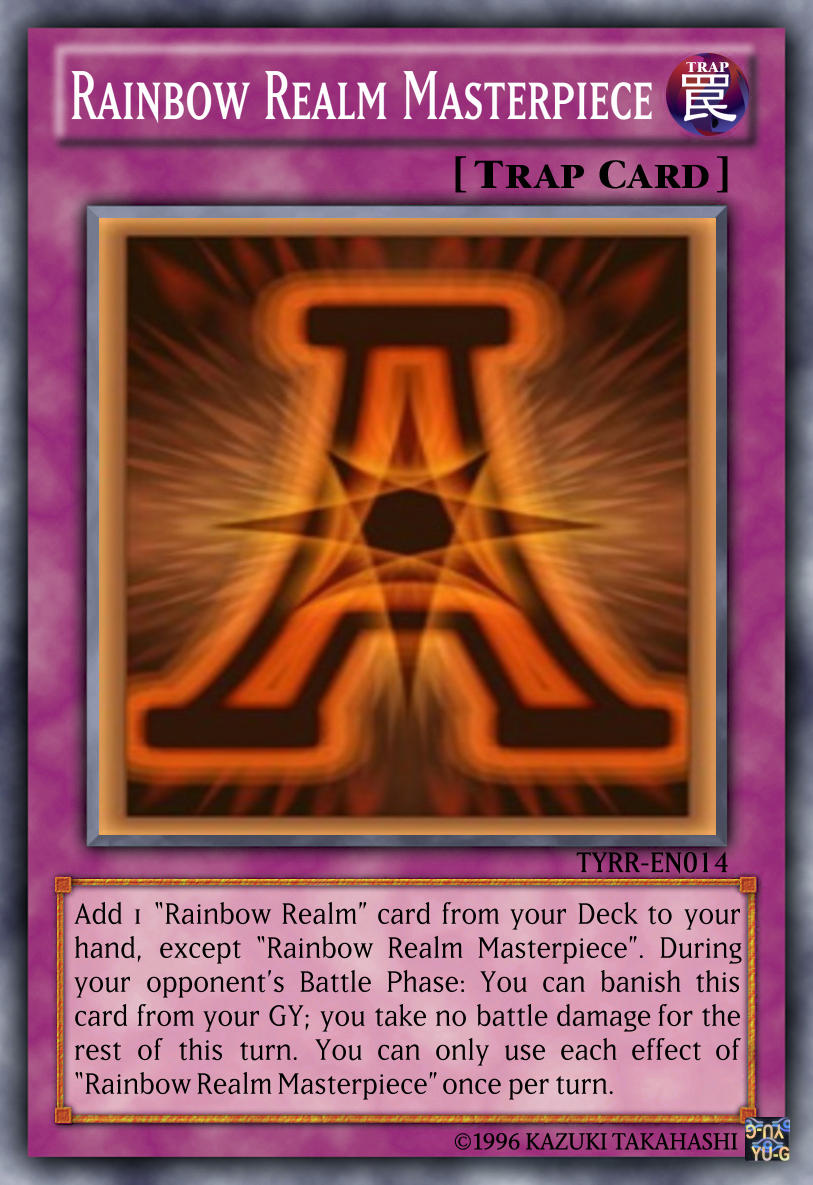 Rainbow Realm Masterpiece
TRAP
罠
[Trap Card]
A
TYRR-EN014
Add 1 “Rainbow Realm” card from your Deck to your
hand, except “Rainbow Realm Masterpiece”. During
your opponent's Battle Phase: You can banish this
card from your GY; you take no battle damage for the
rest of this turn. You can only use each effect of
“Rainbow Realm Masterpiece” once per turn.
©1996 KAZUKI TAKAHASHI
YU-G